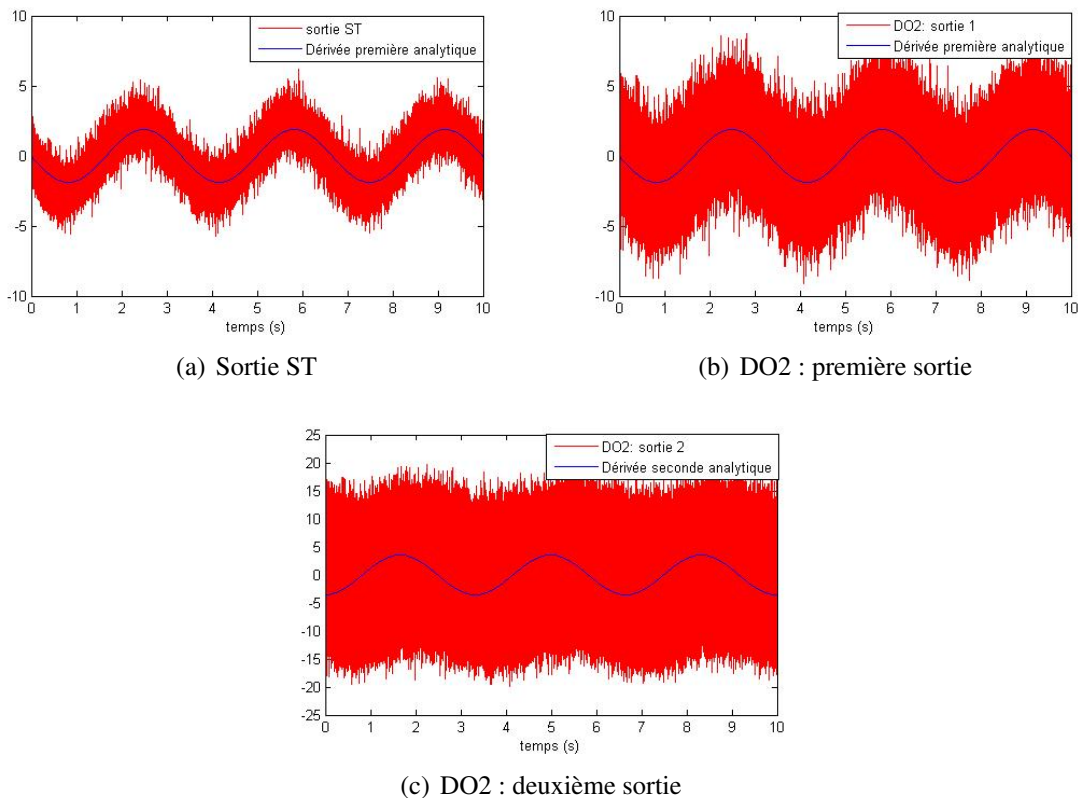 10
5
0
-5
-10
sortie ST
Dérivée première analytique
0 1 2 3 4 5 6 7 8 9 10
temps (s)
(a) Sortie ST
10
5
0
-5
-10
DO2: sortie 1
Dérivée première analytique
0 1 2 3 4 5 6 7 8 9 10
temps (s)
(b) DO2 : première sortie
25
20
15
10
5
0
-5
-10
-15
-20
-25
DO2: sortie 2
Dérivée seconde analytique
0 1 2 3 4 5 6 7 8 9 10
temps (s)
(c) DO2 : deuxième sortie